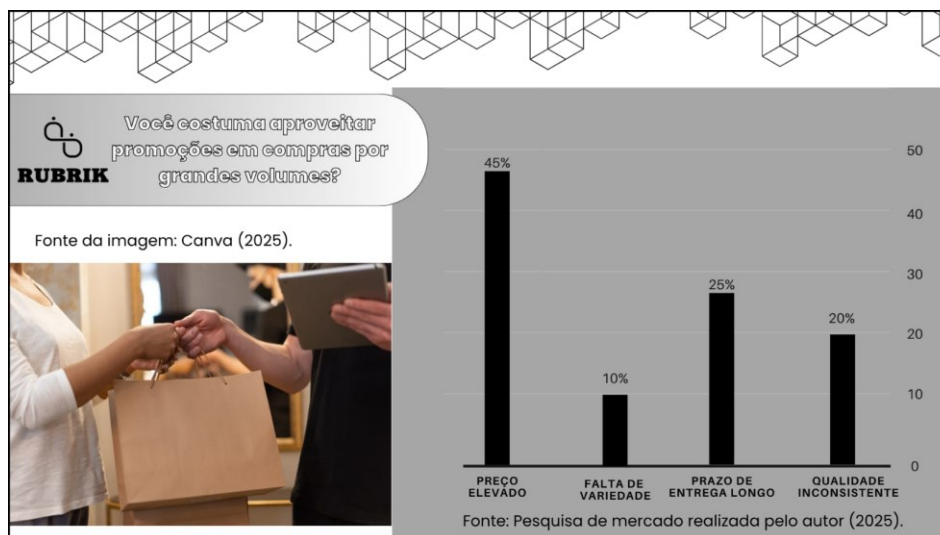 Você costuma aproveitar
promoções em compras por
grandes volumes?
RUBRIK
Fonte da imagem: Canva (2025).
50
40
30
20
10
0
45%
10%
25%
20%
PREÇO
ELEVADO
FALTA DE
VARIEDADE
PRAZO DE
ENTREGA LONGO
QUALIDADE
INCONSISTENTE
Fonte: Pesquisa de mercado realizada pelo autor (2025).